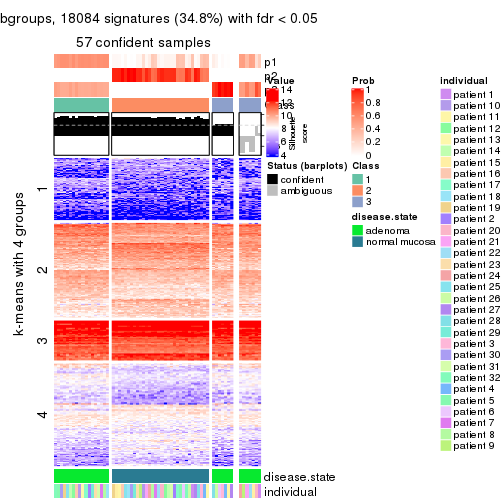 bgroups, 18084 signatures (34.8%) with fdr < 0.05
57 confident samples
p1
p2
Value
14
12
10
8
6
4
Class
Silhouette
score
Prob
1
0.8
0.6
0.4
0.2
0
Status (barplots)
confident
ambiguous
Class
1
2
3
disease.state
adenoma
normal mucosa
individual
patient 1
patient 10
patient 11
patient 12
patient 13
patient 14
patient 15
patient 16
patient 17
patient 18
patient 19
patient 2
patient 20
patient 21
patient 22
patient 23
patient 24
patient 25
patient 26
patient 27
patient 28
patient 29
patient 3
patient 30
patient 31
patient 32
patient 4
patient 5
patient 6
patient 7
patient 8
patient 9
k-means with 4 groups
1
2
3
4
disease.state
individual